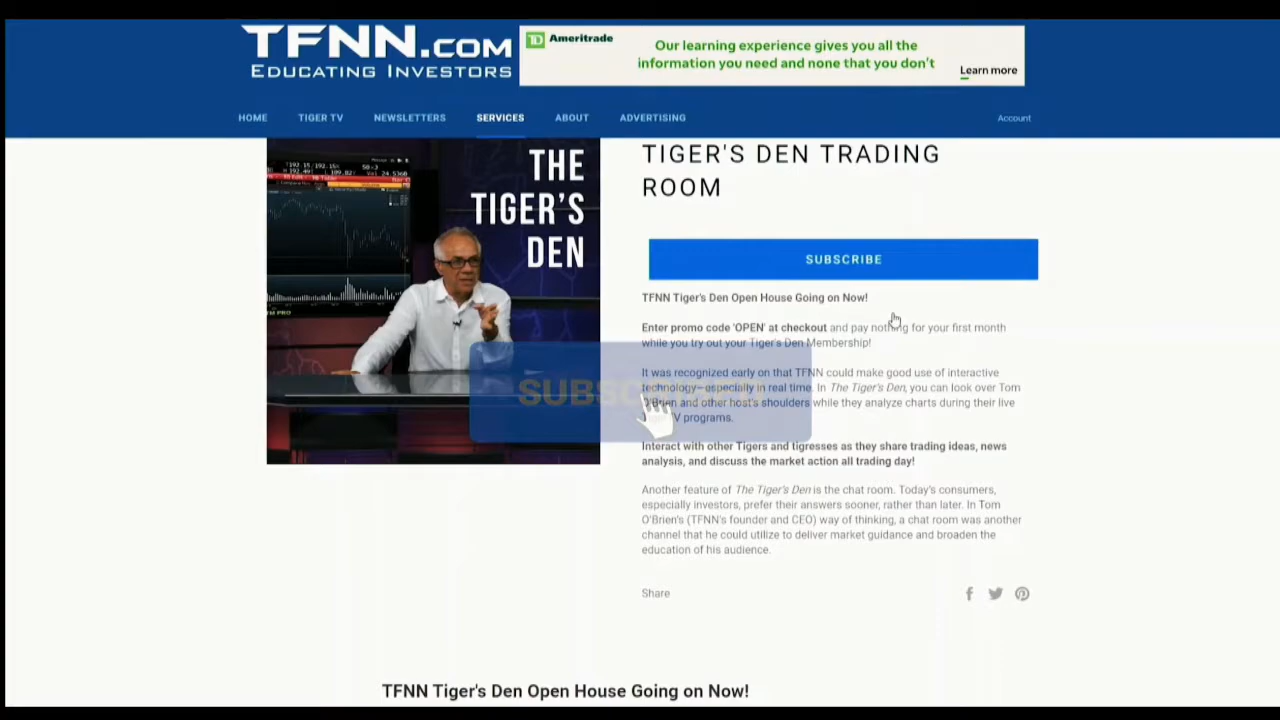 TFNN.COM
EDUCATING INVESTORS
Ameritrade
Our learning experience gives you all the
information you need and none that you don't
Learn more
HOME TIGER TV NEWSLETTERS SERVICES ABOUT ADVERTISING Account
THE
TIGER'S
DEN
TIGER'S DEN TRADING
ROOM
SUBSCRIBE
TFNN Tiger's Den Open House Going on Now!
Enter promo code 'OPEN' at checkout and pay nothing for your first month
while you try out your Tiger's Den Membership!
It was recognized early on that TFNN could make good use of interactive
technology—especially in real time. In The Tiger's Den, you can look over Tom
O'Brien and other host's shoulders while they analyze charts during their live
TV programs.
Interact with other Tigers and tigresses as they share trading ideas, news
analysis, and discuss the market action all trading day!
Another feature of The Tiger's Den is the chat room. Today's consumers,
especially investors, prefer their answers sooner, rather than later. In Tom
O'Brien's (TFNN's founder and CEO) way of thinking, a chat room was another
channel that he could utilize to deliver market guidance and broaden the
education of his audience.
Share
TFNN Tiger's Den Open House Going on Now!